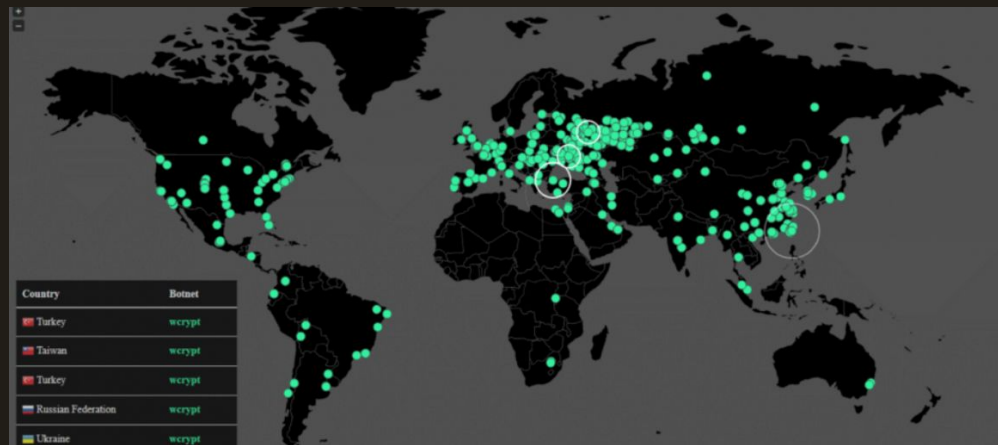 +
-
Country Botnet
Turkey wcrypt
Taiwan wcrypt
Turkey wcrypt
Russian Federation wcrypt
Ukraine wcrypt